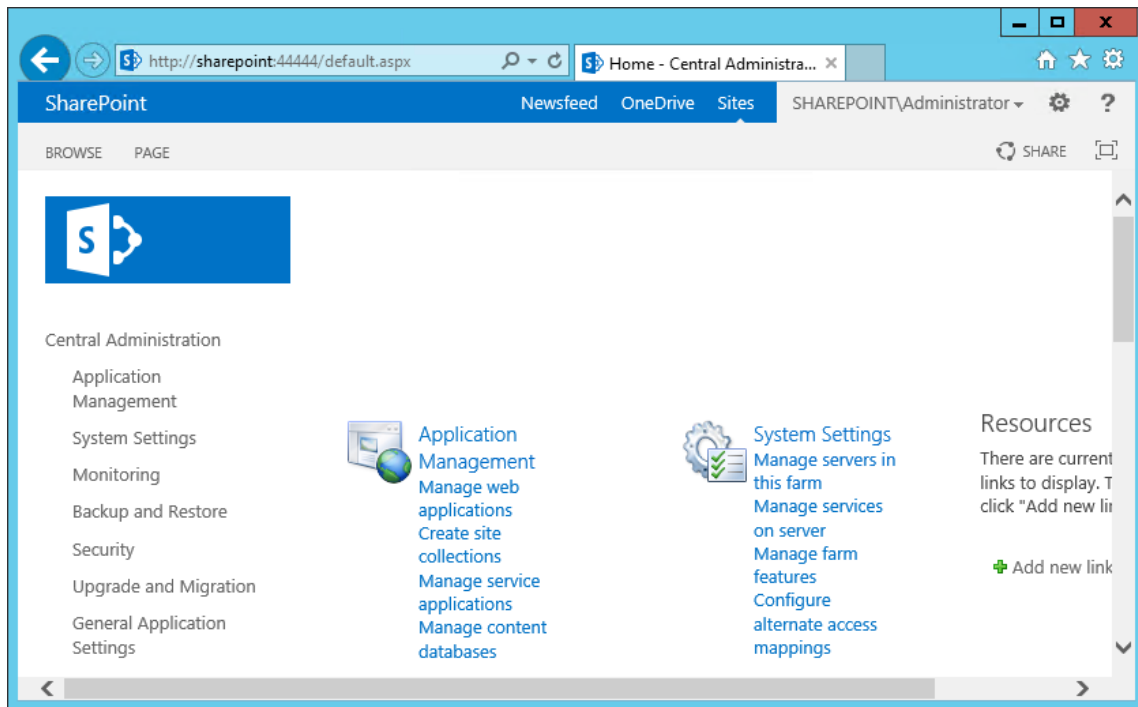 http://sharepoint:44444/default.aspx
Home - Central Administra...
SharePoint
Newsfeed OneDrive Sites SHAREPOINT\Administrator
BROWSE PAGE
SHARE
S
Central Administration
Application
Management
System Settings
Monitoring
Backup and Restore
Security
Upgrade and Migration
General Application
Settings
Application
Management
Manage web
applications
Create site
collections
Manage service
applications
Manage content
databases
System Settings
Manage servers in
this farm
Manage services
on server
Manage farm
features
Configure
alternate access
mappings
Resources
There are current
links to display. T
click "Add new lin
Add new link